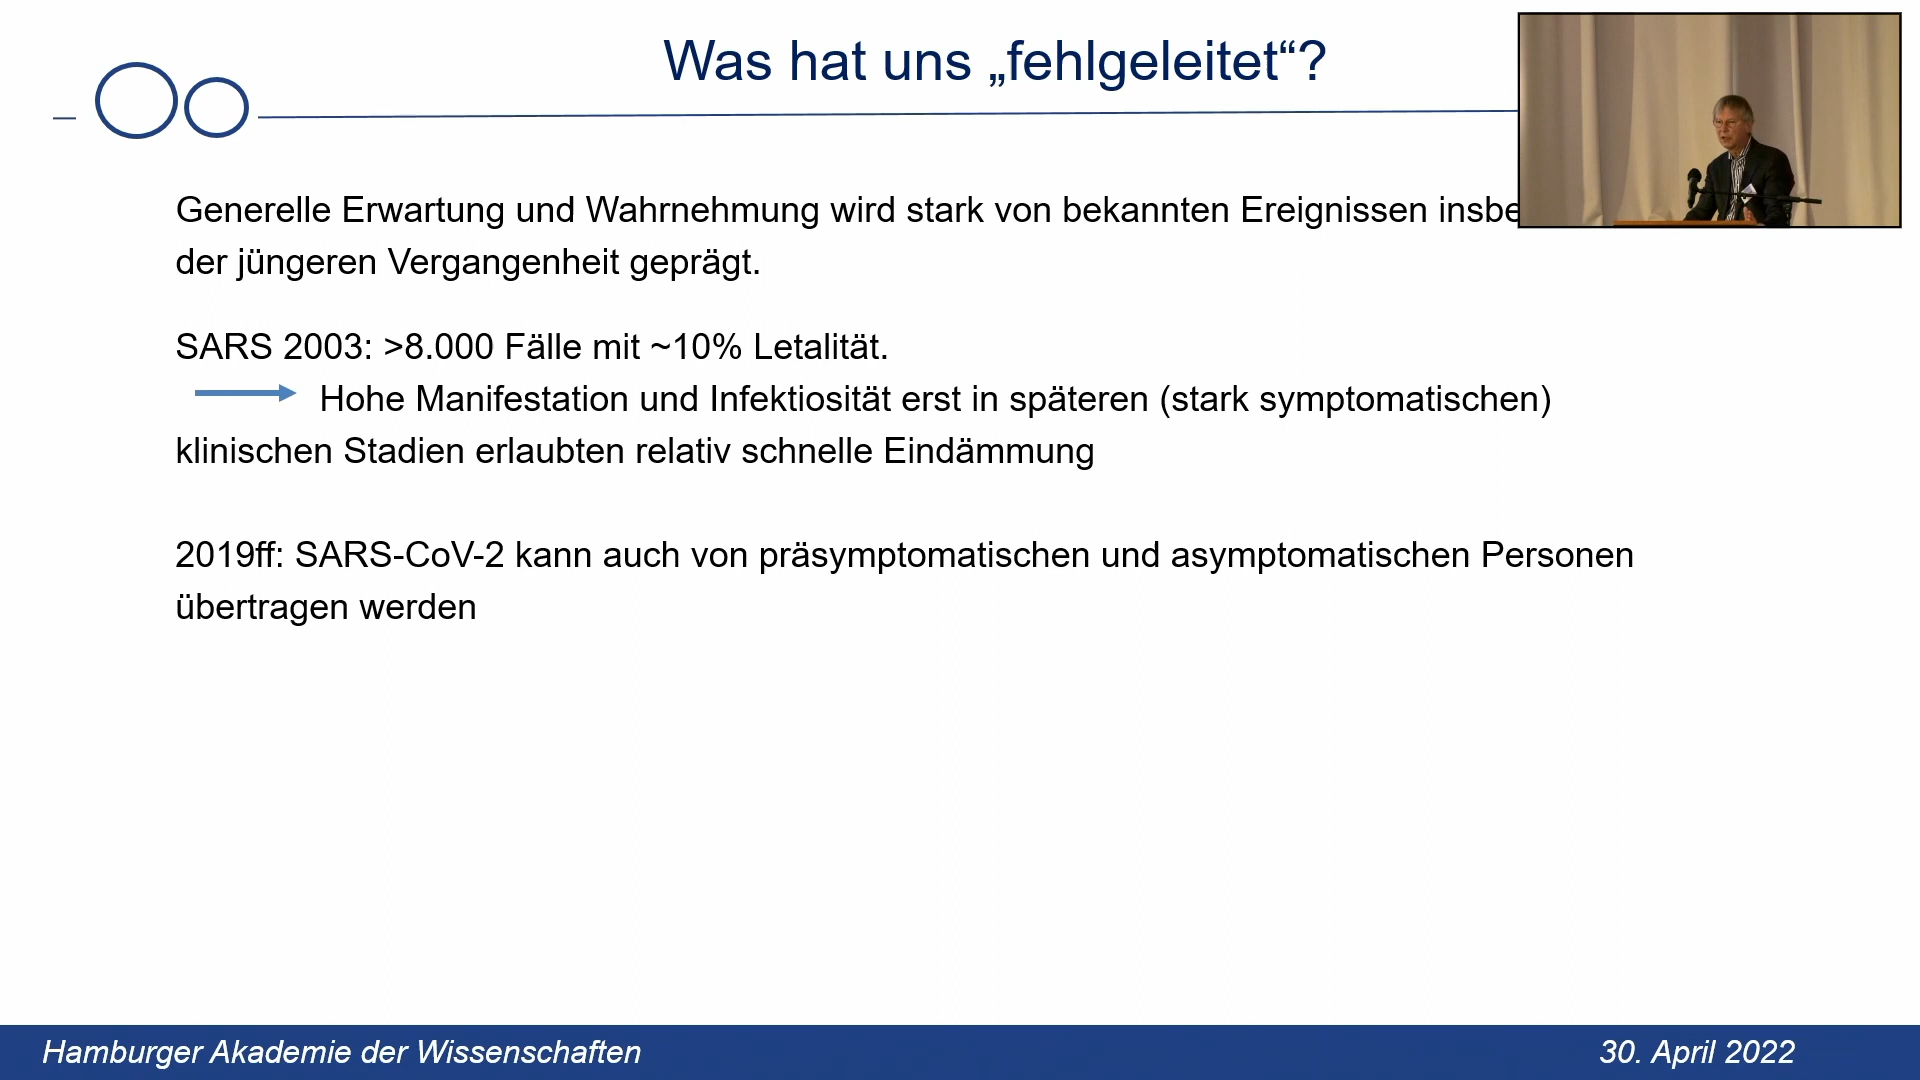 Was hat uns „fehlgeleitet“?
Generelle Erwartung und Wahrnehmung wird stark von bekannten Ereignissen
der jüngeren Vergangenheit geprägt.
SARS 2003: >8.000 Fälle mit ~10% Letalität.
Hohe Manifestation und Infektiosität erst in späteren (stark symptomatischen)
klinischen Stadien erlaubten relativ schnelle Eindämmung
2019ff: SARS-CoV-2 kann auch von präsymptomatischen und asymptomatischen Personen
übertragen werden
Hamburger Akademie der Wissenschaften
30. April 2022